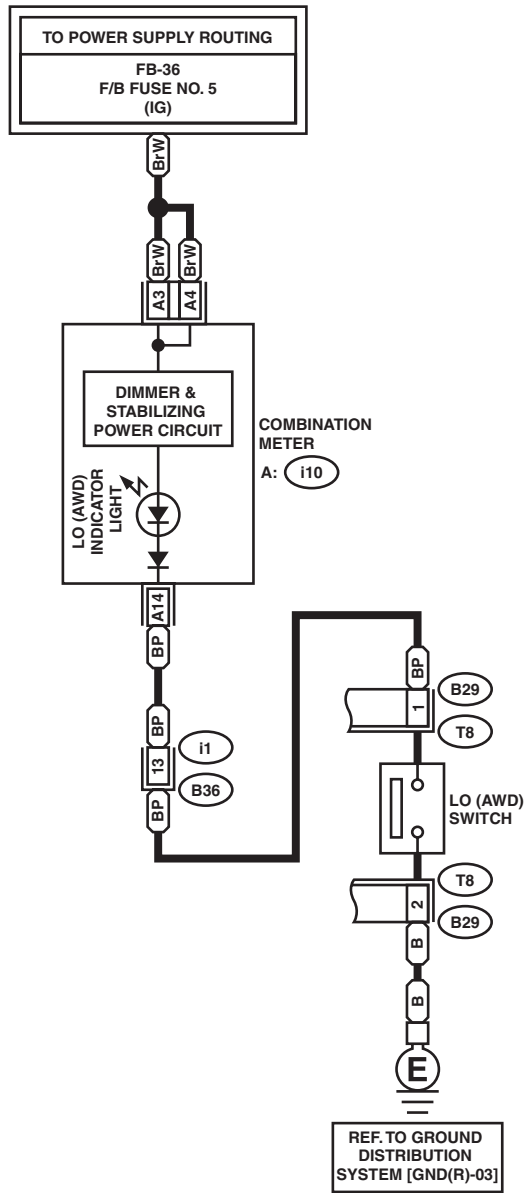 TO POWER SUPPLY ROUTING
FB-36
F/B FUSE NO. 5
(IG)
BrW
BrW
BrW
A3
A4
DIMMER &
STABILIZING
POWER CIRCUIT
COMBINATION
METER
A: i10
LO (AWD)
INDICATOR
LIGHT
A14
BP
BP
13
i1
B36
BP
BP
1
B29
T8
LO (AWD)
SWITCH
2
T8
B29
B
B
E
REF. TO GROUND
DISTRIBUTION
SYSTEM [GND(R)-03]